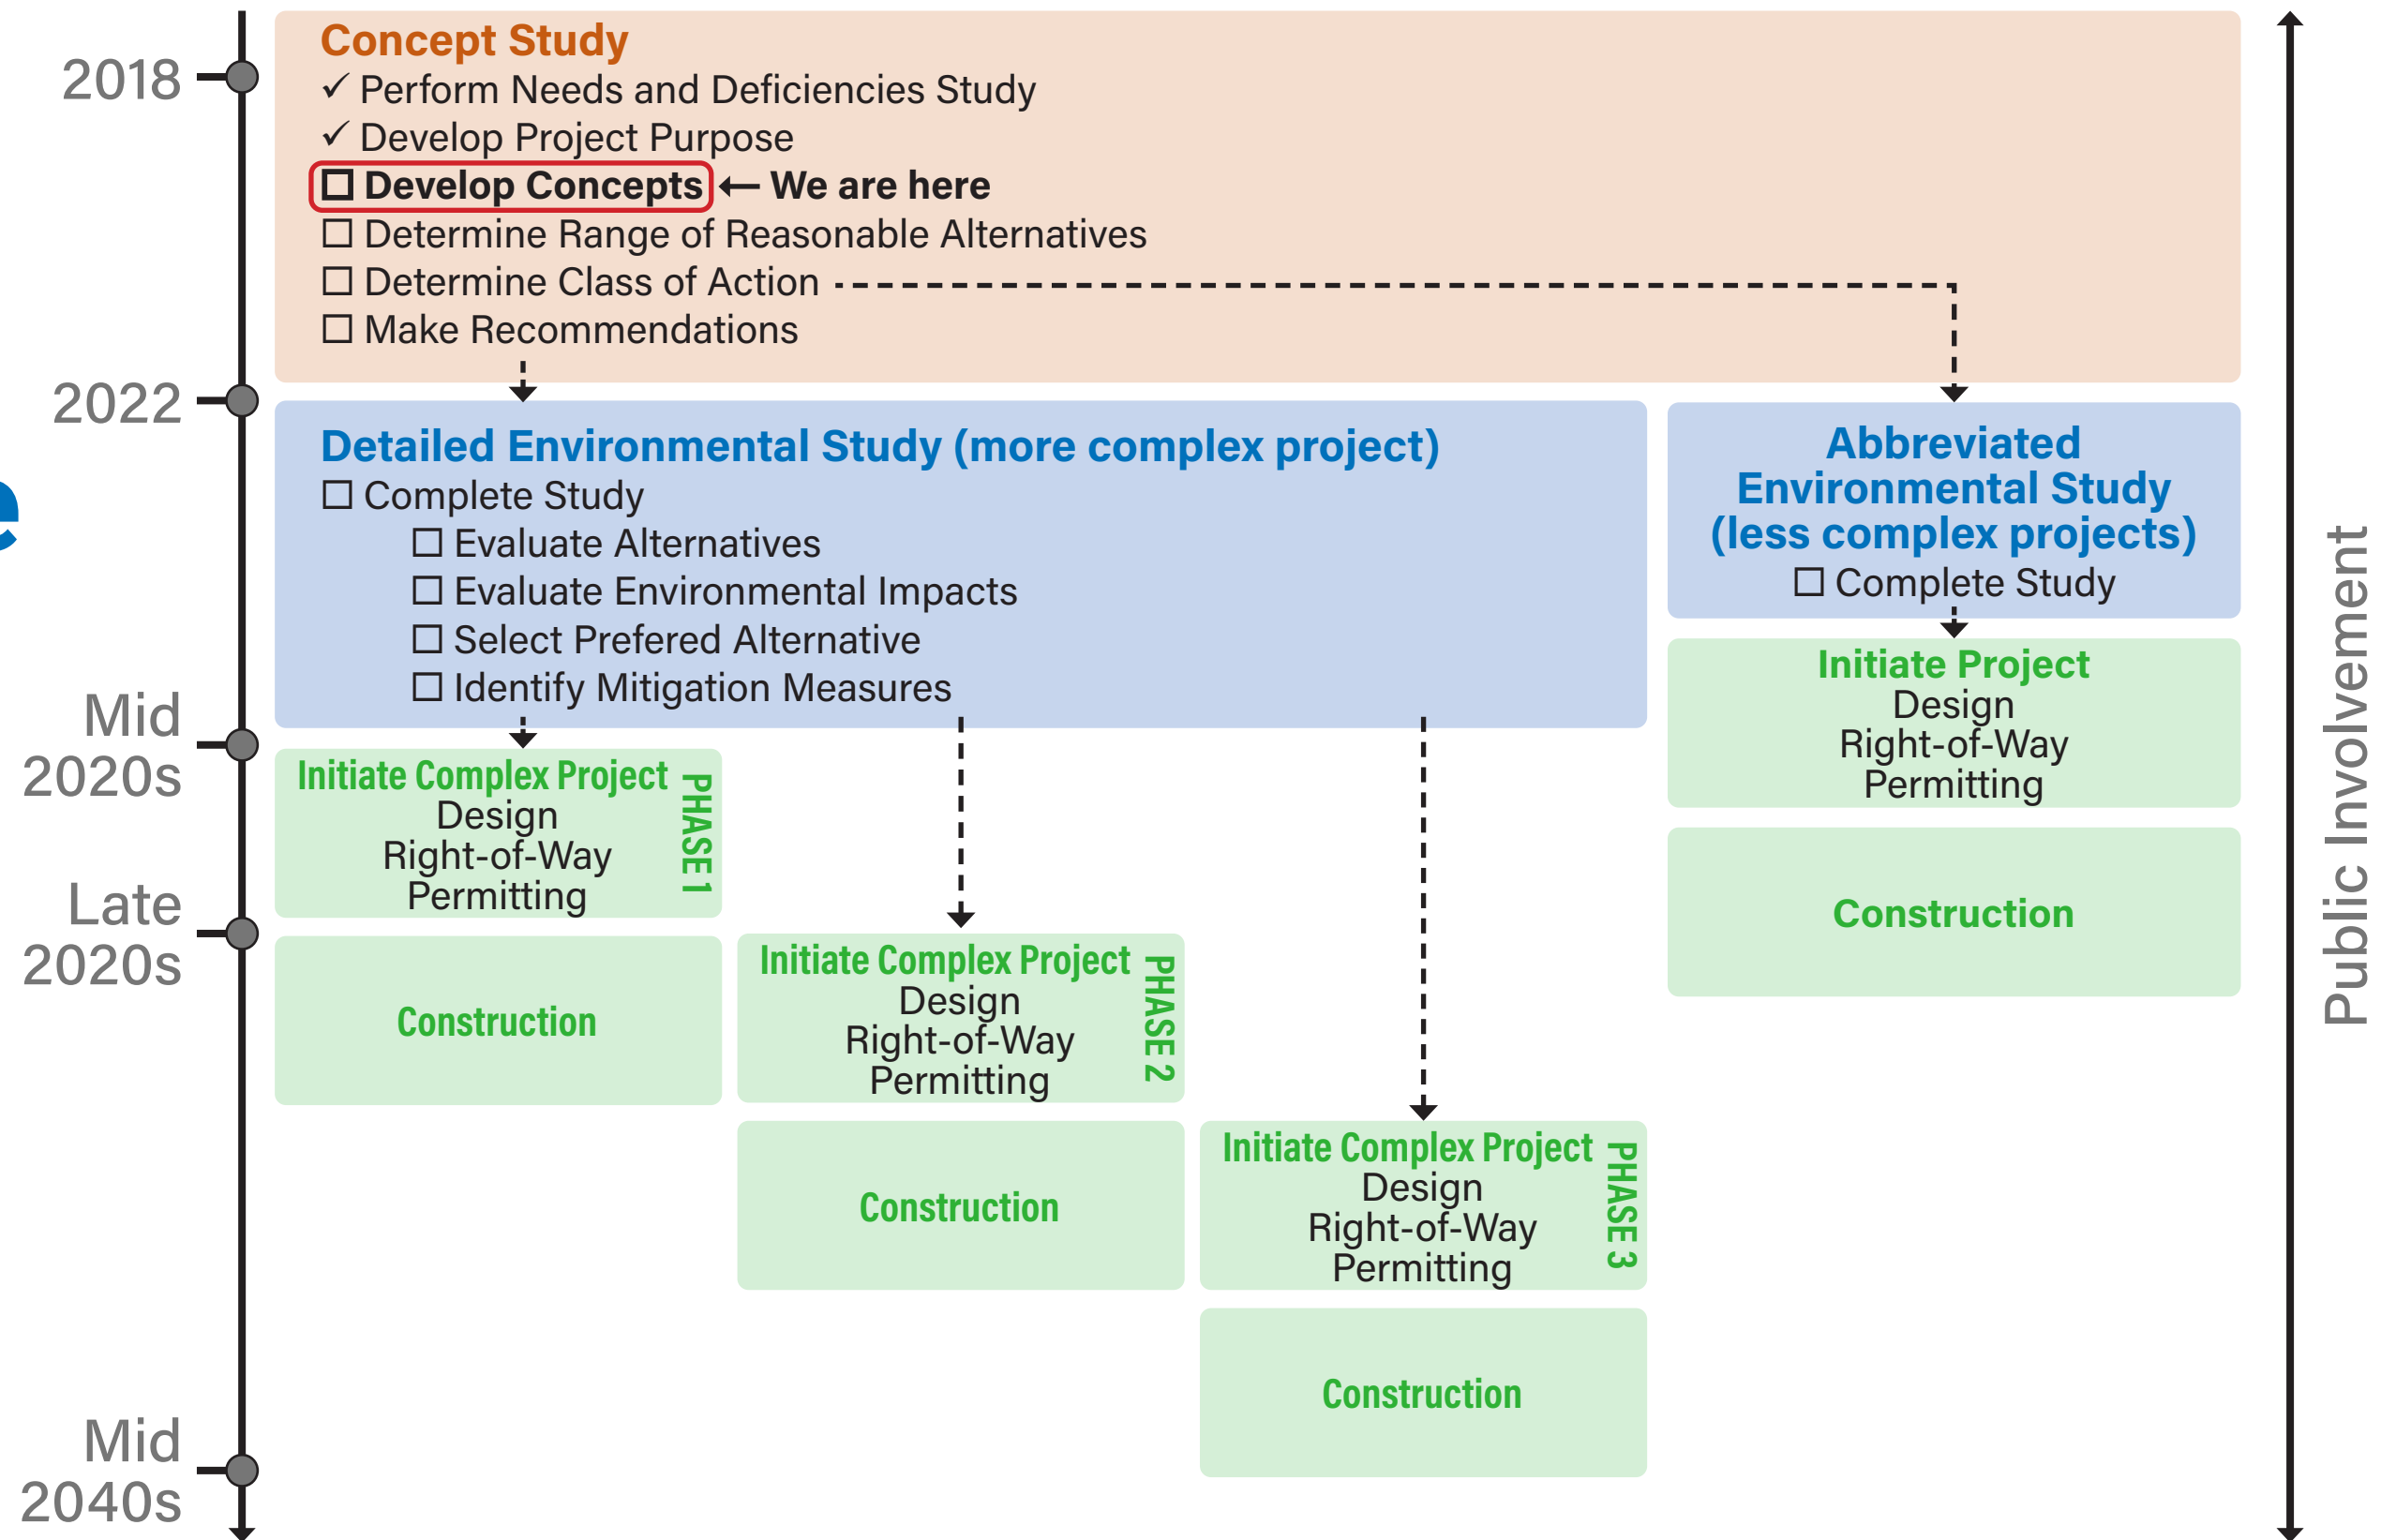 2018
Concept Study
✓ Perform Needs and Deficiencies Study
✓ Develop Project Purpose
☐ Develop Concepts ← We are here
☐ Determine Range of Reasonable Alternatives
☐ Determine Class of Action
☐ Make Recommendations
2022
Detailed Environmental Study (more complex project)
☐ Complete Study
☐ Evaluate Alternatives
☐ Evaluate Environmental Impacts
☐ Select Prefered Alternative
☐ Identify Mitigation Measures
Abbreviated
Environmental Study
(less complex projects)
☐ Complete Study
Initiate Project
Design
Right-of-Way
Permitting
Construction
e
Mid
2020s
Initiate Complex Project
Design
Right-of-Way
Permitting
PHASE 1
Late
2020s
Construction
Initiate Complex Project
Design
Right-of-Way
Permitting
PHASE 2
Construction
Initiate Complex Project
Design
Right-of-Way
Permitting
PHASE 3
Construction
Mid
2040s
Public Involvement